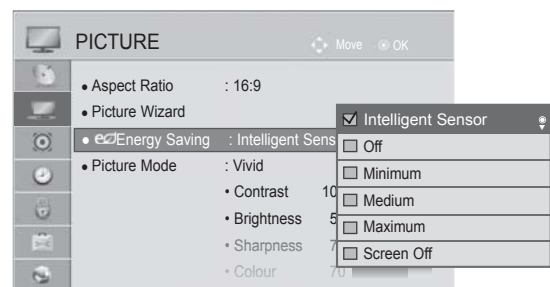 PICTURE
Move OK
• Aspect Ratio : 16:9
• Picture Wizard
• Energy Saving : Intelligent Sens
• Picture Mode : Vivid
• Contrast 10
• Brightness 5
• Sharpness 7
• Colour 70
Intelligent Sensor
Off
Minimum
Medium
Maximum
Screen Off